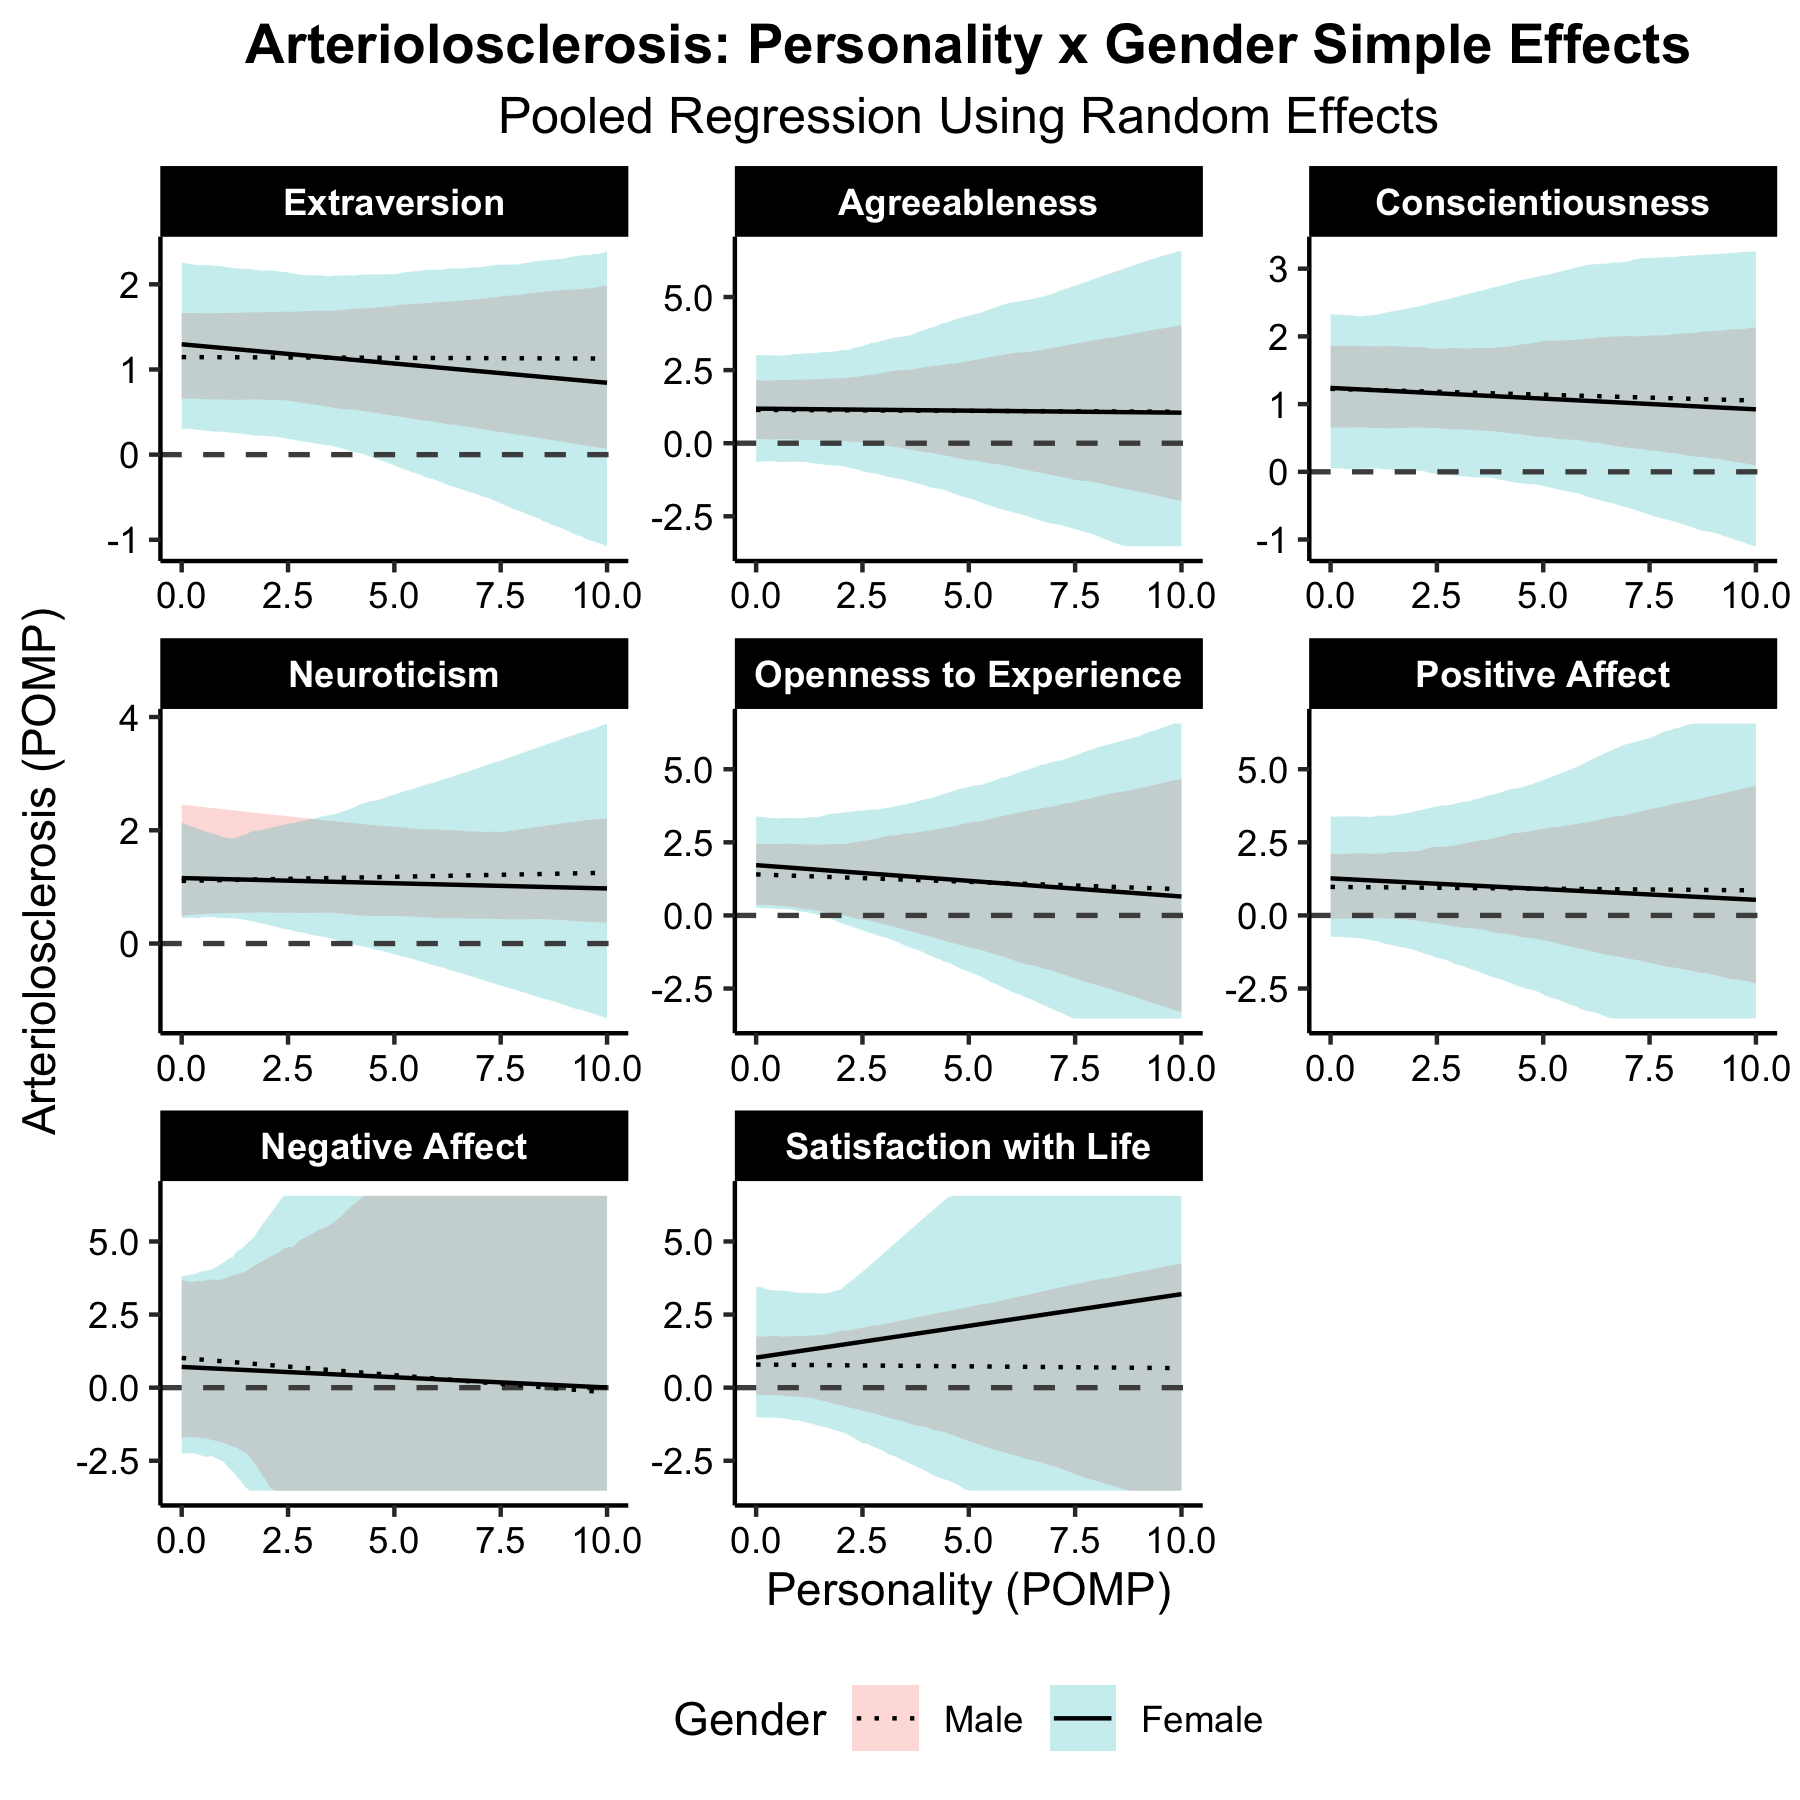 Arteriolosclerosis: Personality x Gender Simple Effects
Pooled Regression Using Random Effects
Extraversion
Agreeableness
Conscientiousness
2
1
0
-1
5.0
2.5
0.0
-2.5
3
2
1
0
-1
0.0 2.5 5.0 7.5 10.0
0.0 2.5 5.0 7.5 10.0
0.0 2.5 5.0 7.5 10.0
Arteriolosclerosis (POMP)
Neuroticism
Openness to Experience
Positive Affect
4
2
0
5.0
2.5
0.0
-2.5
5.0
2.5
0.0
-2.5
0.0 2.5 5.0 7.5 10.0
0.0 2.5 5.0 7.5 10.0
0.0 2.5 5.0 7.5 10.0
Negative Affect
Satisfaction with Life
5.0
2.5
0.0
-2.5
5.0
2.5
0.0
-2.5
0.0 2.5 5.0 7.5 10.0
0.0 2.5 5.0 7.5 10.0
Personality (POMP)
Gender Male Female